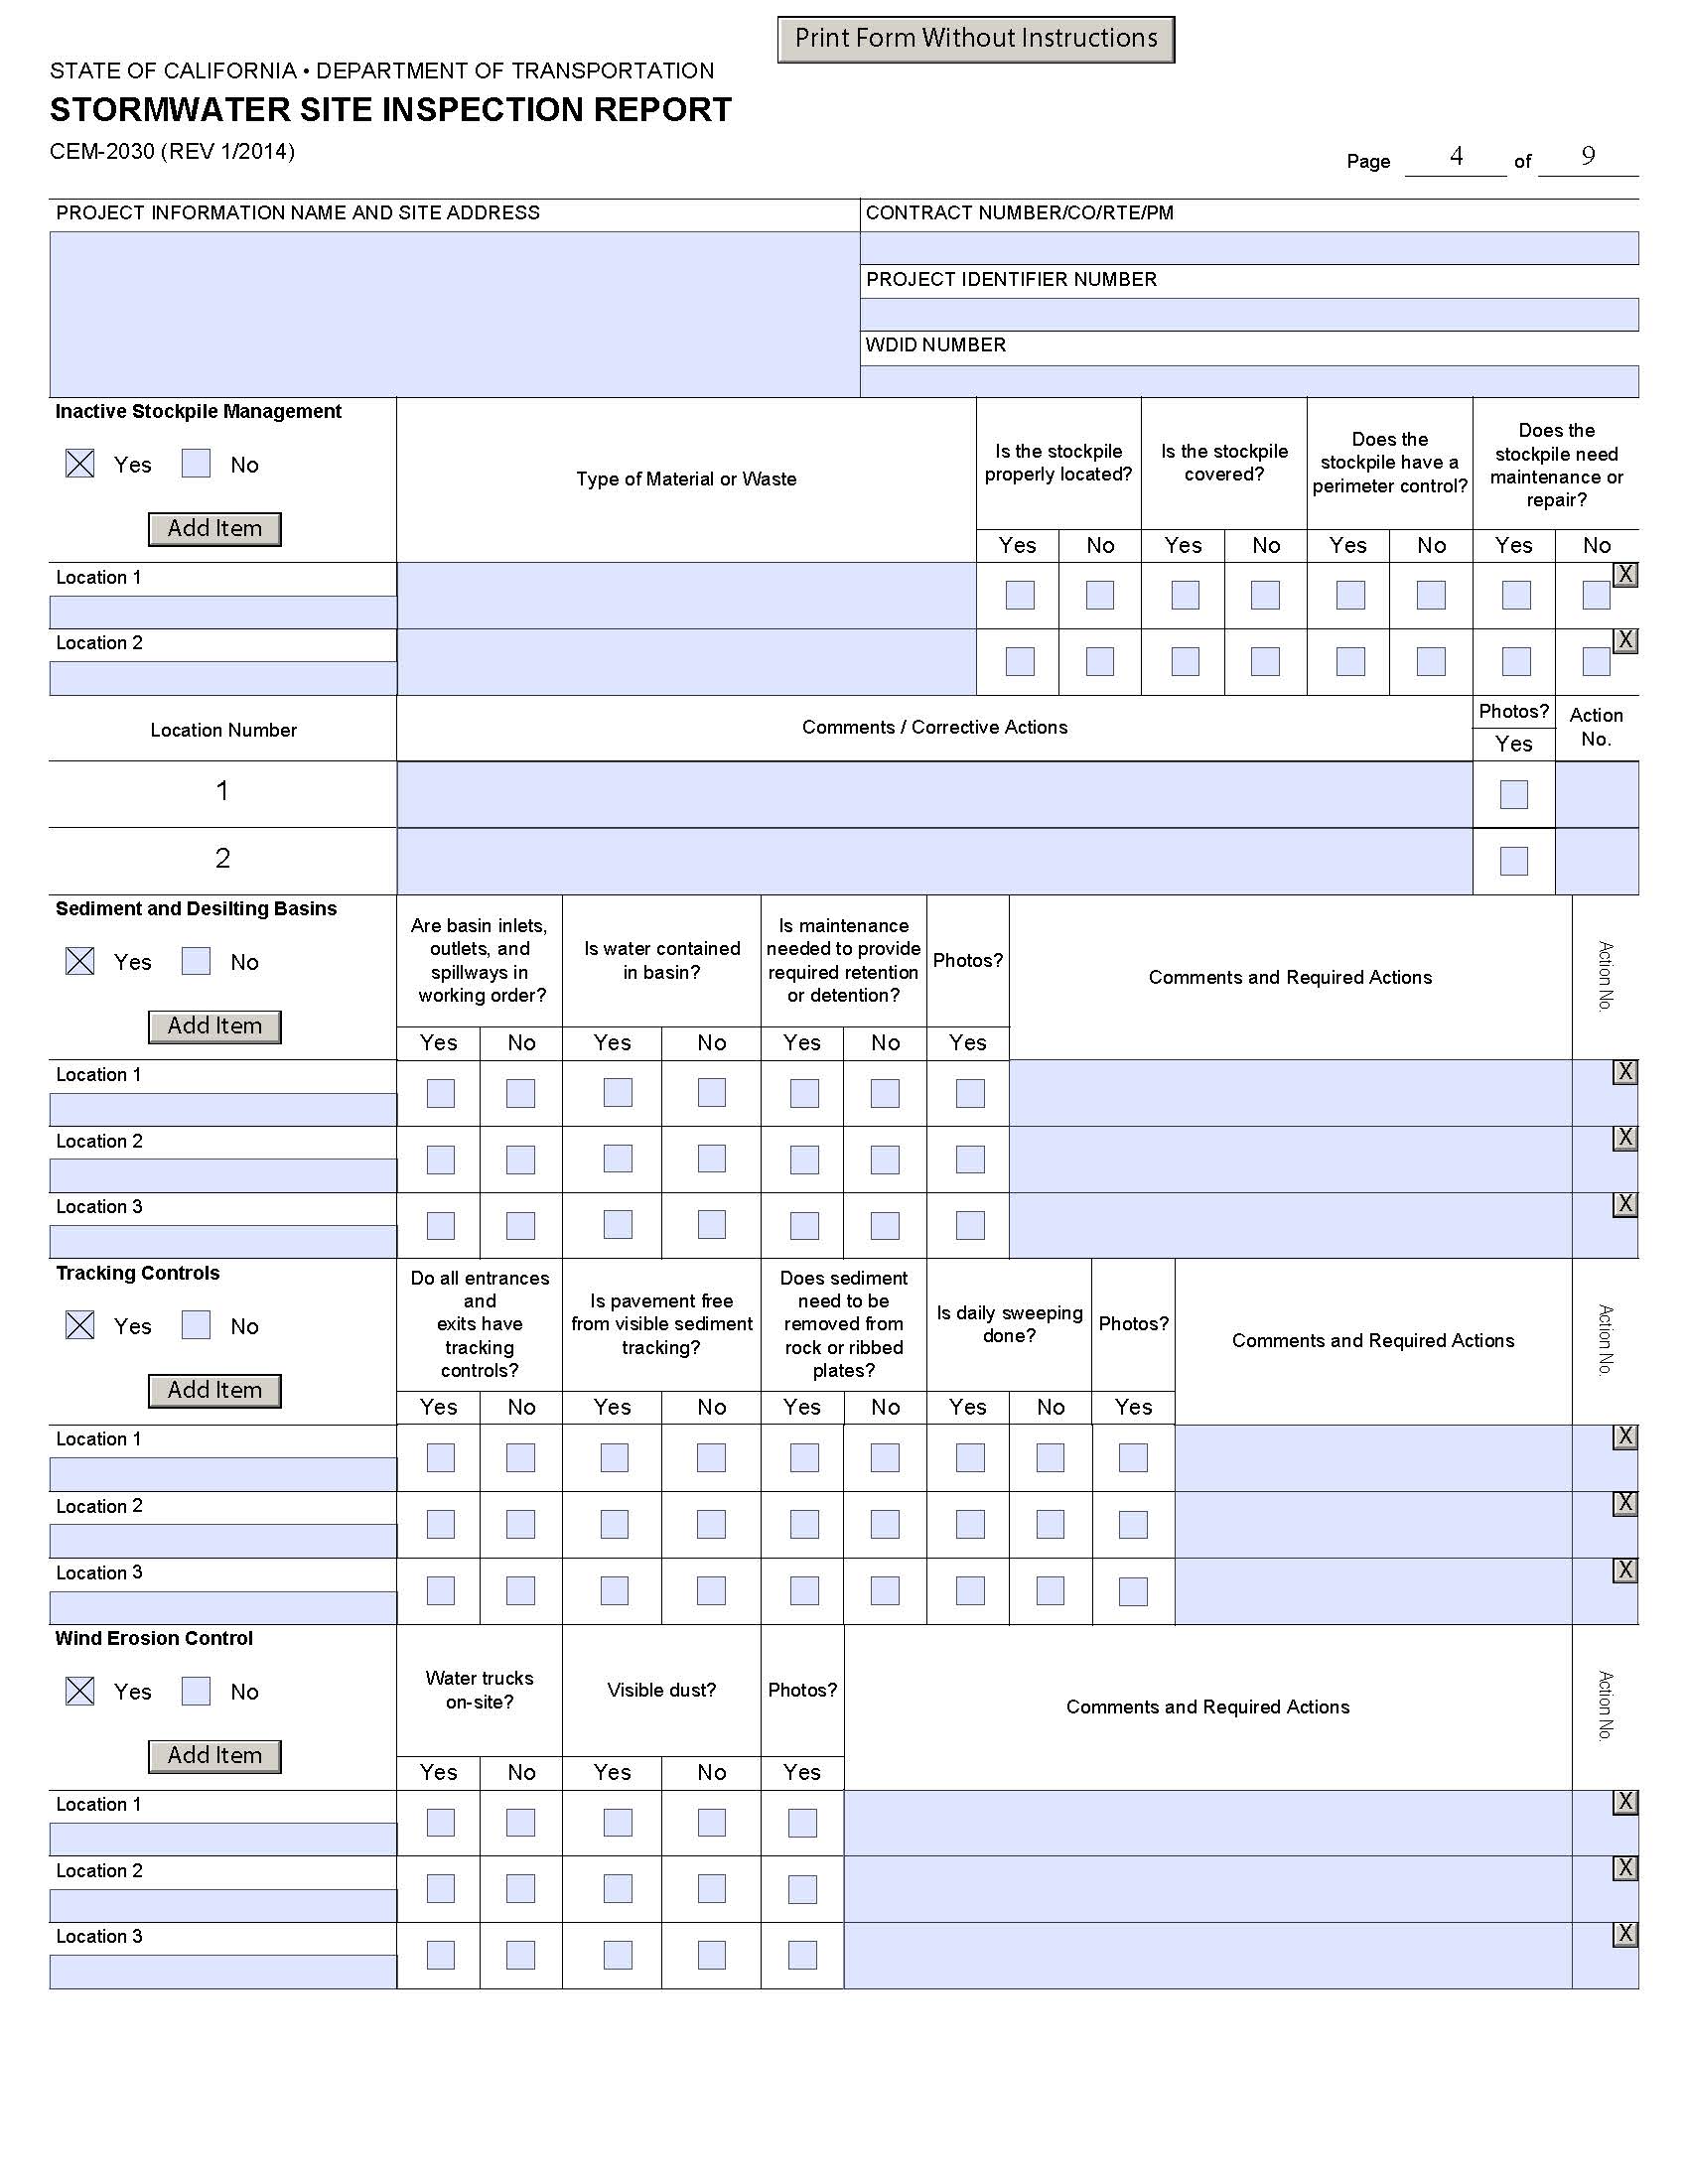 Print Form Without Instructions
STATE OF CALIFORNIA • DEPARTMENT OF TRANSPORTATION
STORMWATER SITE INSPECTION REPORT
CEM-2030 (REV 1/2014)
Page 4 of 9
PROJECT INFORMATION NAME AND SITE ADDRESS
CONTRACT NUMBER/CO/RTE/PM
PROJECT IDENTIFIER NUMBER
WDID NUMBER
Inactive Stockpile Management
Yes No
Add Item
Type of Material or Waste
Is the stockpile
properly located?
Is the stockpile
covered?
Does the
stockpile have a
perimeter control?
Does the
stockpile need
maintenance or
repair?
Yes No Yes No Yes No Yes No
Location 1
X
Location 2
X
Location Number
Comments / Corrective Actions
Photos?
Yes
Action
No.
1
2
Sediment and Desilting Basins
Yes No
Add Item
Are basin inlets,
outlets, and
spillways in
working order?
Is water contained
in basin?
Is maintenance
needed to provide
required retention
or detention?
Photos?
Comments and Required Actions
Action No.
Yes No Yes No Yes No Yes
Location 1
X
Location 2
X
Location 3
X
Tracking Controls
Yes No
Add Item
Do all entrances
and
exits have
tracking
controls?
Is pavement free
from visible sediment
tracking?
Does sediment
need to be
removed from
rock or ribbed
plates?
Is daily sweeping
done?
Photos?
Comments and Required Actions
Action No.
Yes No Yes No Yes No Yes No Yes
Location 1
X
Location 2
X
Location 3
X
Wind Erosion Control
Yes No
Add Item
Water trucks
on-site?
Visible dust?
Photos?
Comments and Required Actions
Action No.
Yes No Yes No Yes
Location 1
X
Location 2
X
Location 3
X